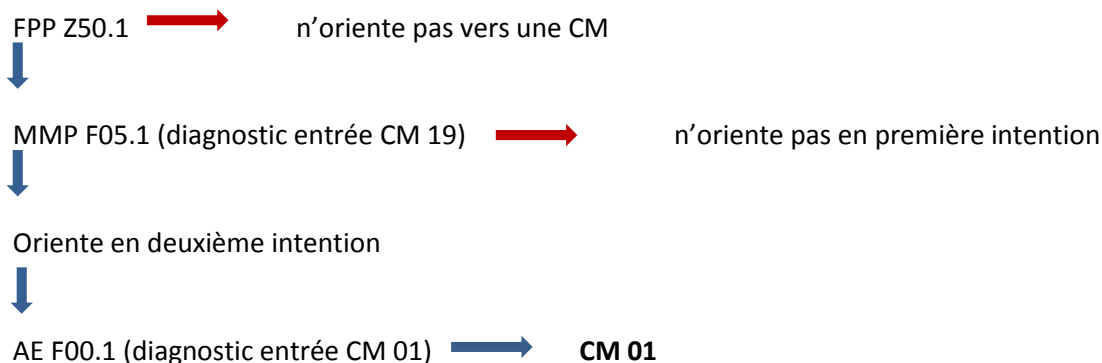 FPP Z50.1 n’oriente pas vers une CM
MMP F05.1 (diagnostic entrée CM 19) n’oriente pas en première intention
Oriente en deuxième intention
AE F00.1 (diagnostic entrée CM 01) CM 01